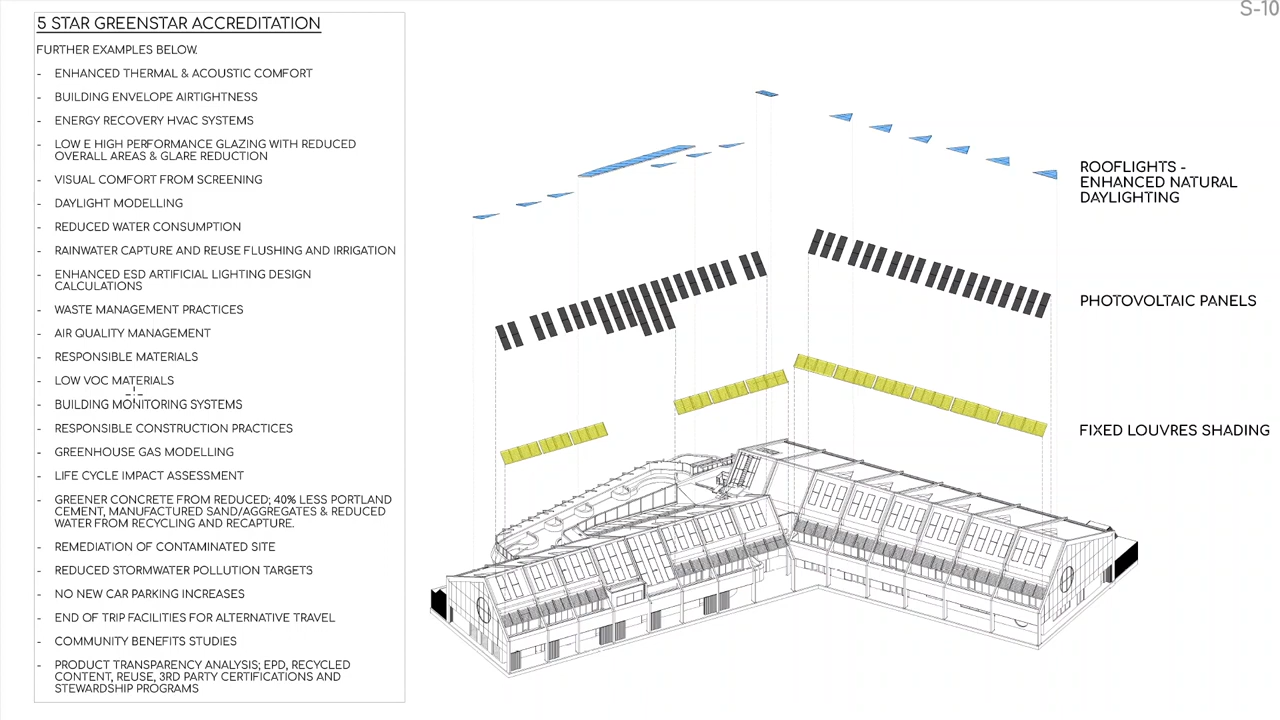 S-10
5 STAR GREENSTAR ACCREDITATION
FURTHER EXAMPLES BELOW.
- ENHANCED THERMAL & ACOUSTIC COMFORT
- BUILDING ENVELOPE AIRTIGHTNESS
- ENERGY RECOVERY HVAC SYSTEMS
- LOW E HIGH PERFORMANCE GLAZING WITH REDUCED
OVERALL AREAS & GLARE REDUCTION
- VISUAL COMFORT FROM SCREENING
- DAYLIGHT MODELLING
- REDUCED WATER CONSUMPTION
- RAINWATER CAPTURE AND REUSE FLUSHING AND IRRIGATION
- ENHANCED ESD ARTIFICIAL LIGHTING DESIGN
CALCULATIONS
- WASTE MANAGEMENT PRACTICES
- AIR QUALITY MANAGEMENT
- RESPONSIBLE MATERIALS
- LOW VOC MATERIALS
- BUILDING MONITORING SYSTEMS
- RESPONSIBLE CONSTRUCTION PRACTICES
- GREENHOUSE GAS MODELLING
- LIFE CYCLE IMPACT ASSESSMENT
- GREENER CONCRETE FROM REDUCED; 40% LESS PORTLAND
CEMENT, MANUFACTURED SAND/AGGREGATES & REDUCED
WATER FROM RECYCLING AND RECAPTURE.
- REMEDIATION OF CONTAMINATED SITE
- REDUCED STORMWATER POLLUTION TARGETS
- NO NEW CAR PARKING INCREASES
- END OF TRIP FACILITIES FOR ALTERNATIVE TRAVEL
- COMMUNITY BENEFITS STUDIES
- PRODUCT TRANSPARENCY ANALYSIS; EPD, RECYCLED
CONTENT, REUSE, 3RD PARTY CERTIFICATIONS AND
STEWARDSHIP PROGRAMS
ROOFLIGHTS -
ENHANCED NATURAL
DAYLIGHTING
PHOTOVOLTAIC PANELS
FIXED LOUVRES SHADING